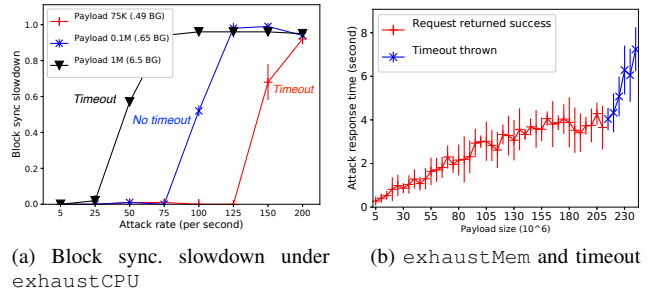 Payload 75K (.49 BG)
Payload 0.1M (.65 BG)
Payload 1M (6.5 BG)
Timeout
No timeout
Timeout
Block sync slowdown
1.0
0.8
0.6
0.4
0.2
0.0
5 25 50 75 100 125 150 200
Attack rate (per second)
(a) Block sync. slowdown under
exhaustCPU
Request returned success
Timeout thrown
Attack response time (second)
8
6
4
2
0
5 30 55 80 105 130 155 180 205 230
Payload size (10^6)
(b) exhaustMem and timeout